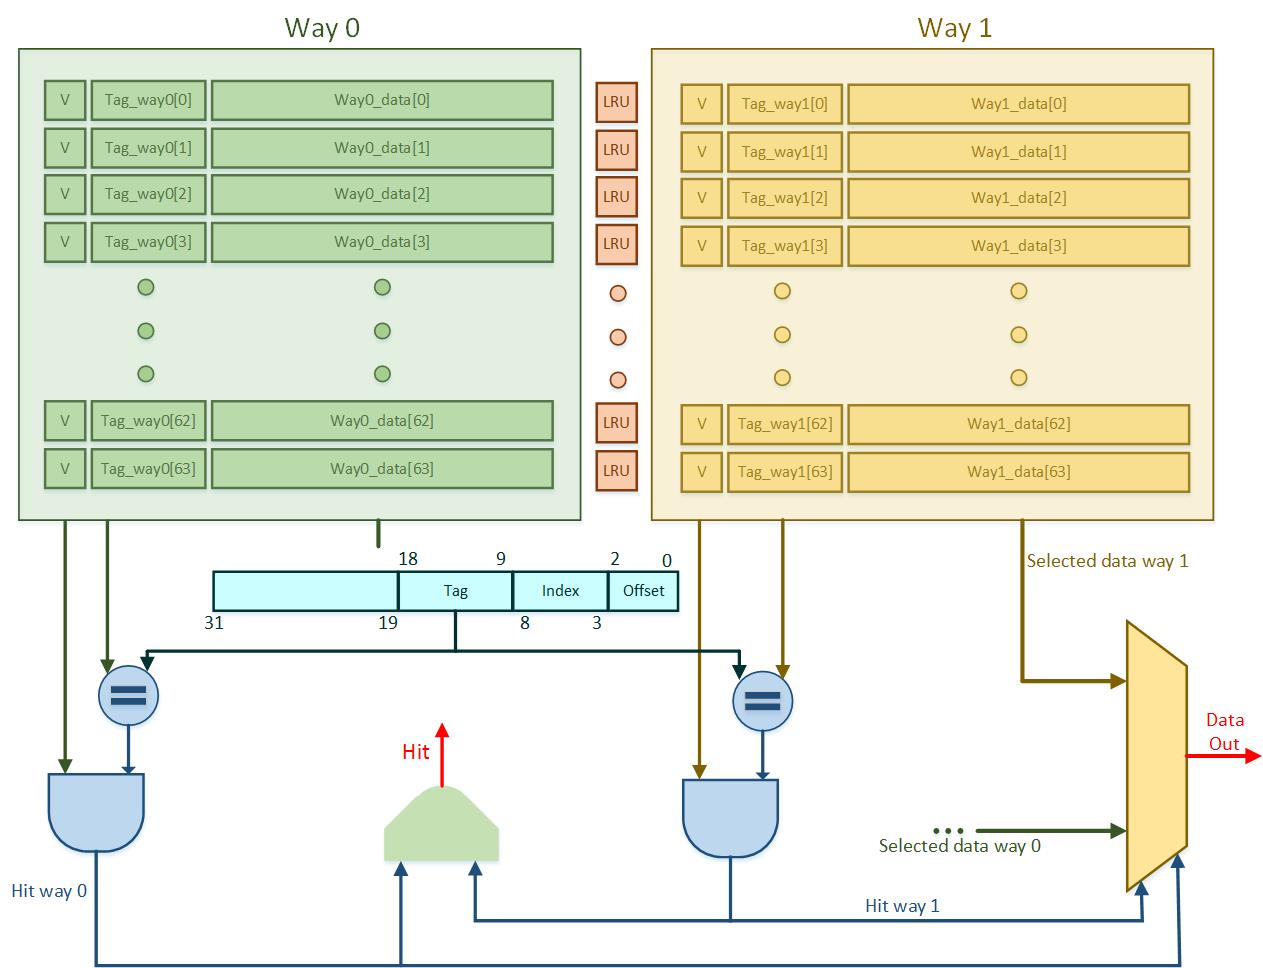 Way 0
Way 1
V Tag_way0[0] Way0_data[0] LRU V Tag_way1[0] Way1_data[0]
V Tag_way0[1] Way0_data[1] LRU V Tag_way1[1] Way1_data[1]
V Tag_way0[2] Way0_data[2] LRU V Tag_way1[2] Way1_data[2]
V Tag_way0[3] Way0_data[3] LRU V Tag_way1[3] Way1_data[3]
V Tag_way0[62] Way0_data[62] LRU V Tag_way1[62] Way1_data[62]
V Tag_way0[63] Way0_data[63] LRU V Tag_way1[63] Way1_data[63]
18 9 2 0
Selected data way 1
Tag Index Offset
31 19 8 3
Data
Out
Hit
Selected data way 0
Hit way 0
Hit way 1